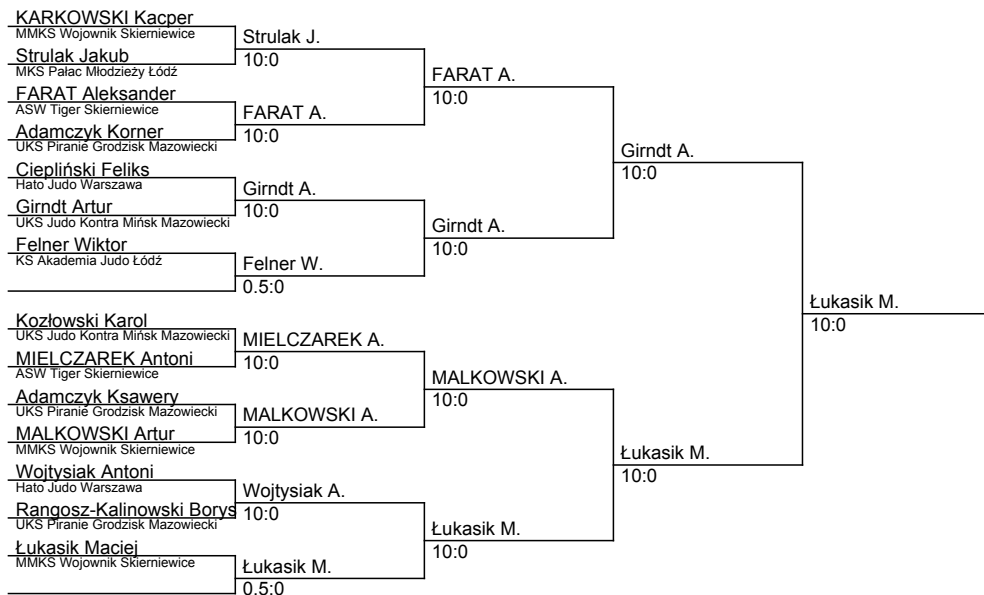 KARKOWSKI Kacper
MMKS Wojownik Skierniewice
Strulak Jakub
MKS Pałac Młodzieży Łódź
FARAT Aleksander
ASW Tiger Skierniewice
Adamczyk Korner
UKS Piranie Grodzisk Mazowiecki
Ciepliński Feliks
Hato Judo Warszawa
Girndt Artur
UKS Judo Kontra Mińsk Mazowiecki
Felner Wiktor
KS Akademia Judo Łódź
Kozłowski Karol
UKS Judo Kontra Mińsk Mazowiecki
MIELCZAREK Antoni
ASW Tiger Skierniewice
Adamczyk Ksawery
UKS Piranie Grodzisk Mazowiecki
MALKOWSKI Artur
MMKS Wojownik Skierniewice
Wojtysiak Antoni
Hato Judo Warszawa
Rangosz-Kalinowski Borys
UKS Piranie Grodzisk Mazowiecki
Łukasik Maciej
MMKS Wojownik Skierniewice
Strulak J.
10:0
FARAT A.
10:0
Girndt A.
10:0
Felner W.
0.5:0
MIELCZAREK A.
10:0
MALKOWSKI A.
10:0
Wojtysiak A.
10:0
Łukasik M.
0.5:0
FARAT A.
10:0
Girndt A.
10:0
MALKOWSKI A.
10:0
Łukasik M.
10:0
Girndt A.
10:0
Łukasik M.
10:0
Łukasik M.
10:0